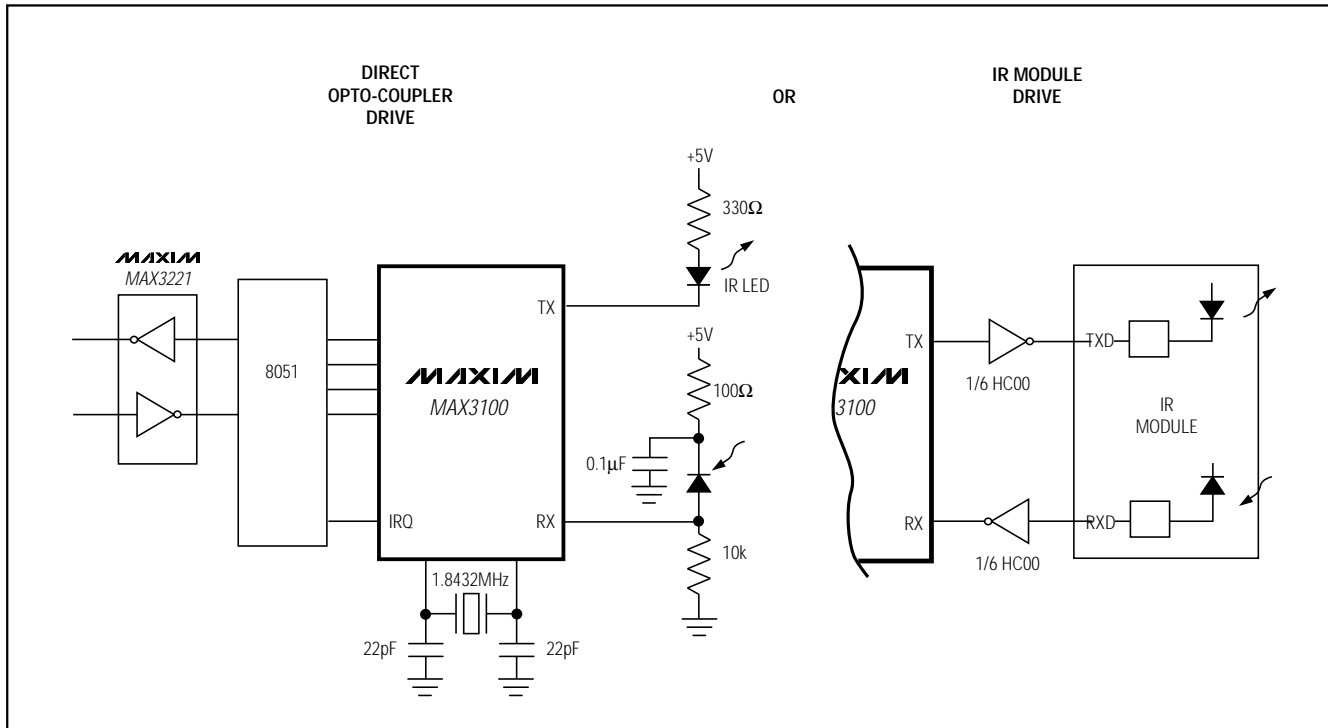 DIRECT
OPTO-COUPLER
DRIVE
OR
IR MODULE
DRIVE
+5V
330Ω
IR LED
MAXIM
MAX3221
8051
TX
MAXIM
MAX3100
IRQ
RX
+5V
100Ω
0.1μF
10k
1.8432MHz
22pF
22pF
TX
XIM
3100
RX
1/6 HC00
1/6 HC00
TXD
IR
MODULE
RXD